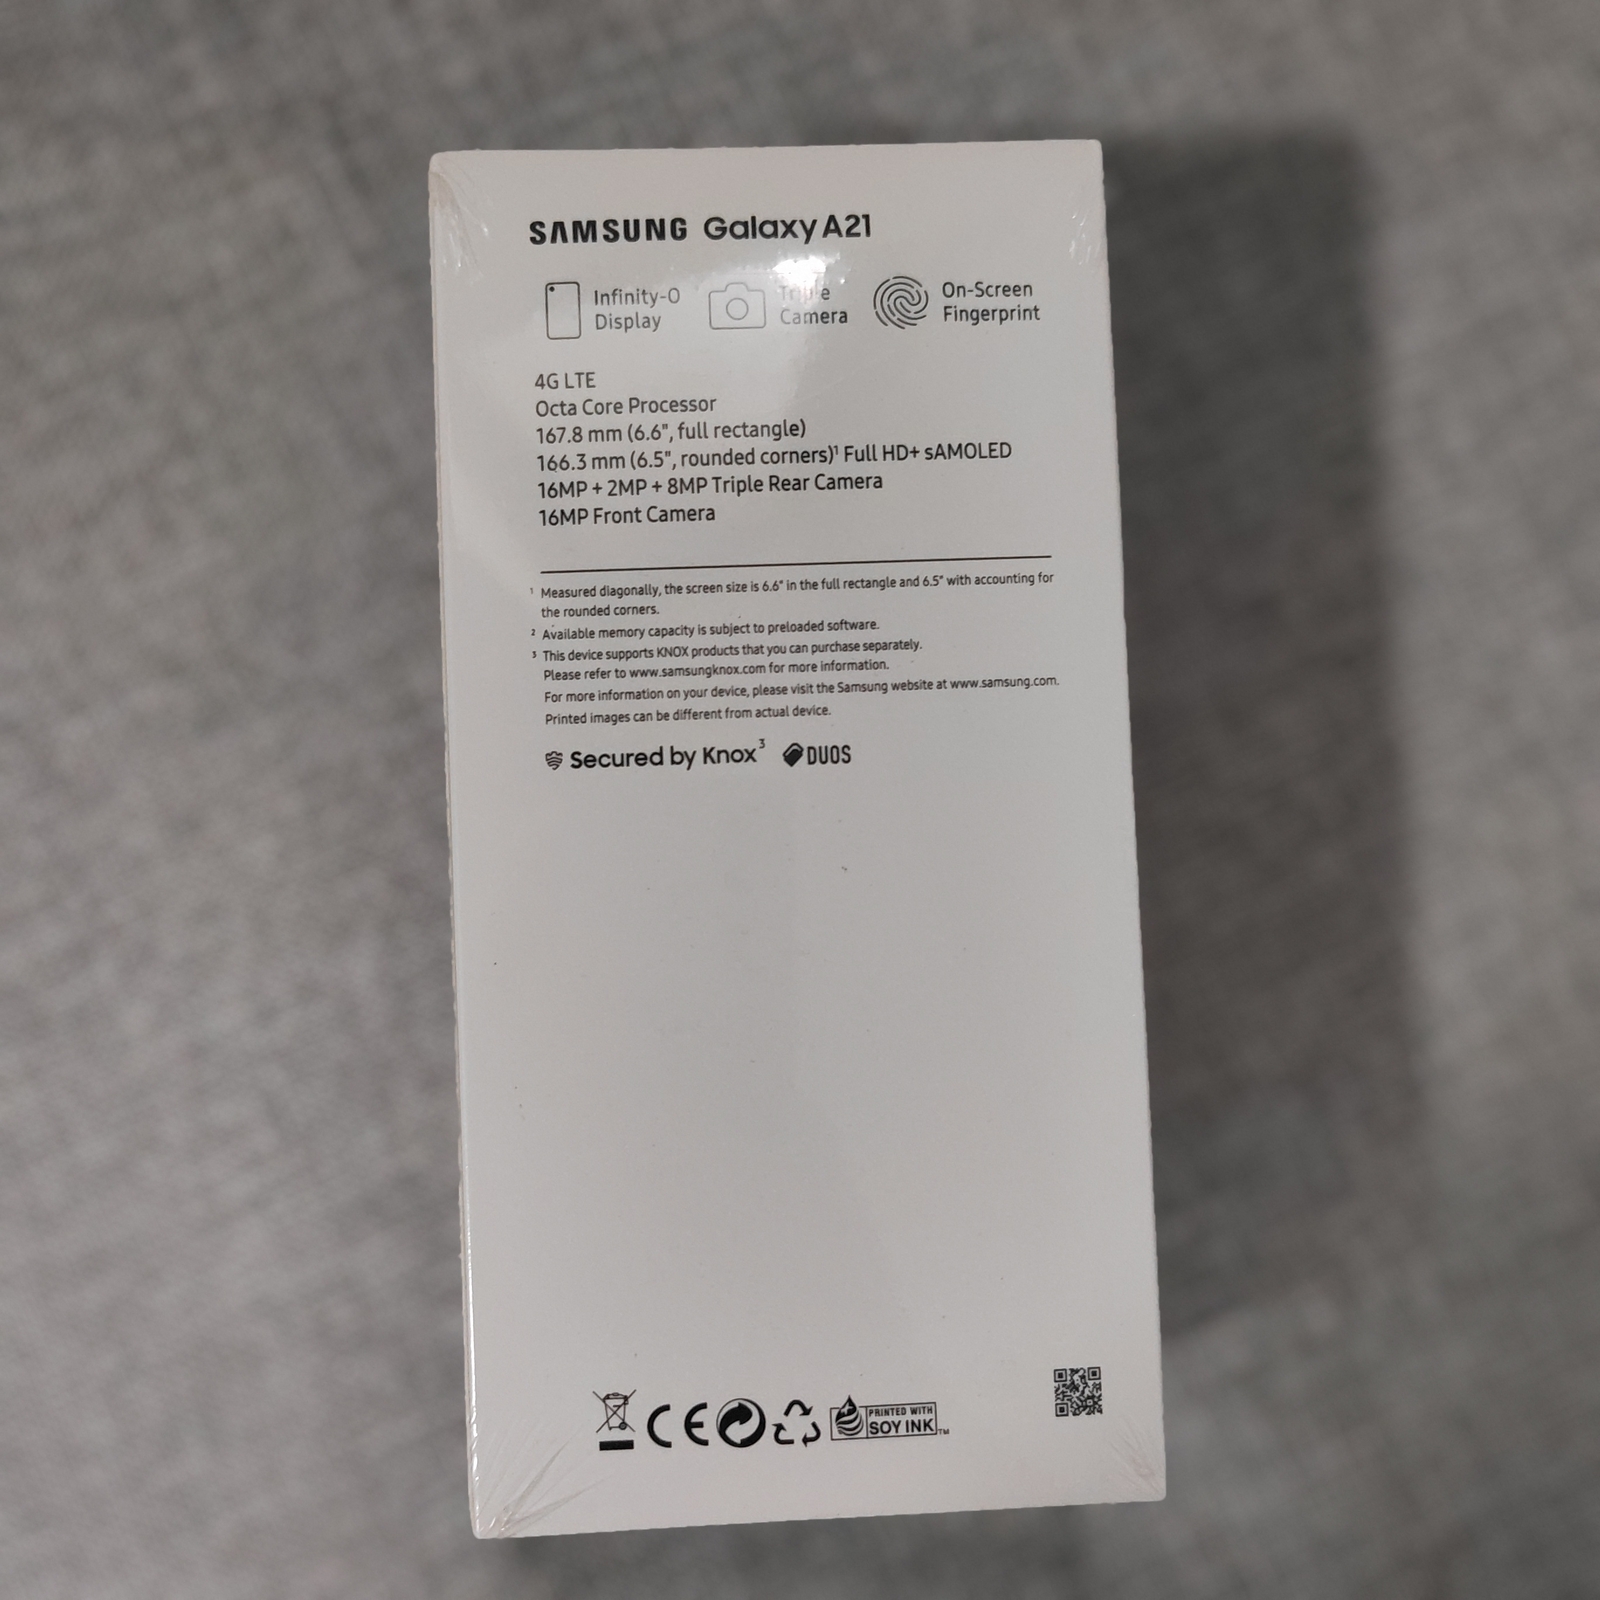 SAMSUNG Galaxy A21
Infinity-O
Display
Triple
Camera
On-Screen
Fingerprint
4G LTE
Octa Core Processor
167.8 mm (6.6", full rectangle)
166.3 mm (6.5", rounded corners)¹ Full HD+ sAMOLED
16MP + 2MP + 8MP Triple Rear Camera
16MP Front Camera
¹ Measured diagonally, the screen size is 6.6" in the full rectangle and 6.5" with accounting for
the rounded corners.
² Available memory capacity is subject to preloaded software.
³ This device supports KNOX products that you can purchase separately.
Please refer to www.samsungknox.com for more information.
For more information on your device, please visit the Samsung website at www.samsung.com.
Printed images can be different from actual device.
Secured by Knox³ DUOS
CE PRINTED WITH
SOY INK™